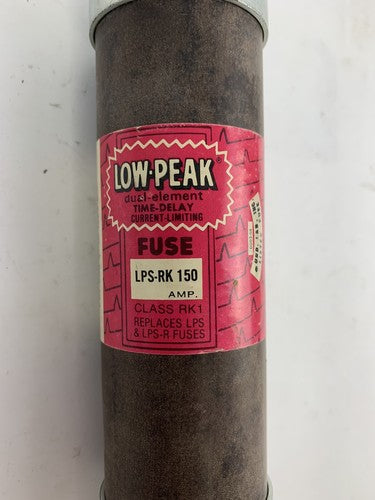 LOW-PEAK®
dual-element
TIME-DELAY
CURRENT-LIMITING
FUSE
LPS-RK 150
AMP.
CLASS RK1
REPLACES LPS
& LPS-R FUSES